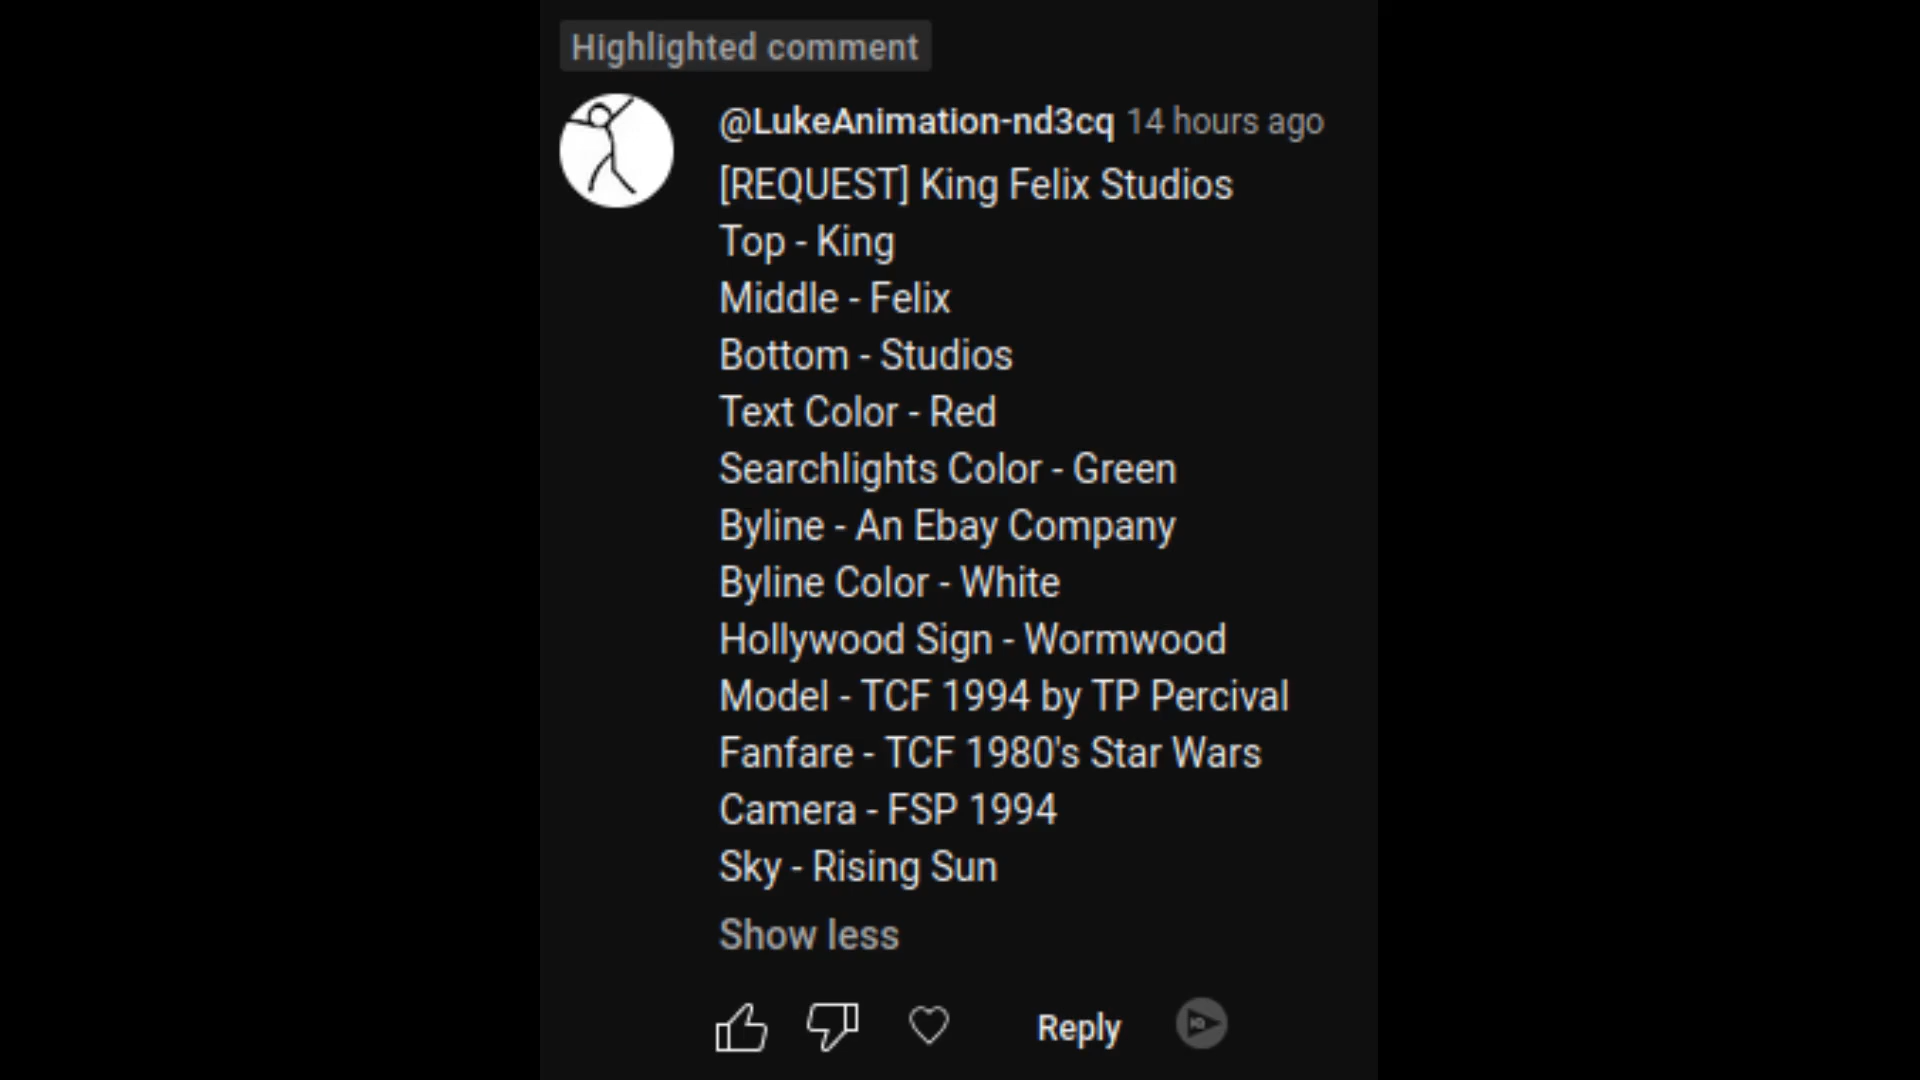 Highlighted comment
@LukeAnimation-nd3cq 14 hours ago
[REQUEST] King Felix Studios
Top - King
Middle - Felix
Bottom - Studios
Text Color - Red
Searchlights Color - Green
Byline - An Ebay Company
Byline Color - White
Hollywood Sign - Wormwood
Model - TCF 1994 by TP Percival
Fanfare - TCF 1980's Star Wars
Camera - FSP 1994
Sky - Rising Sun
Show less
Reply